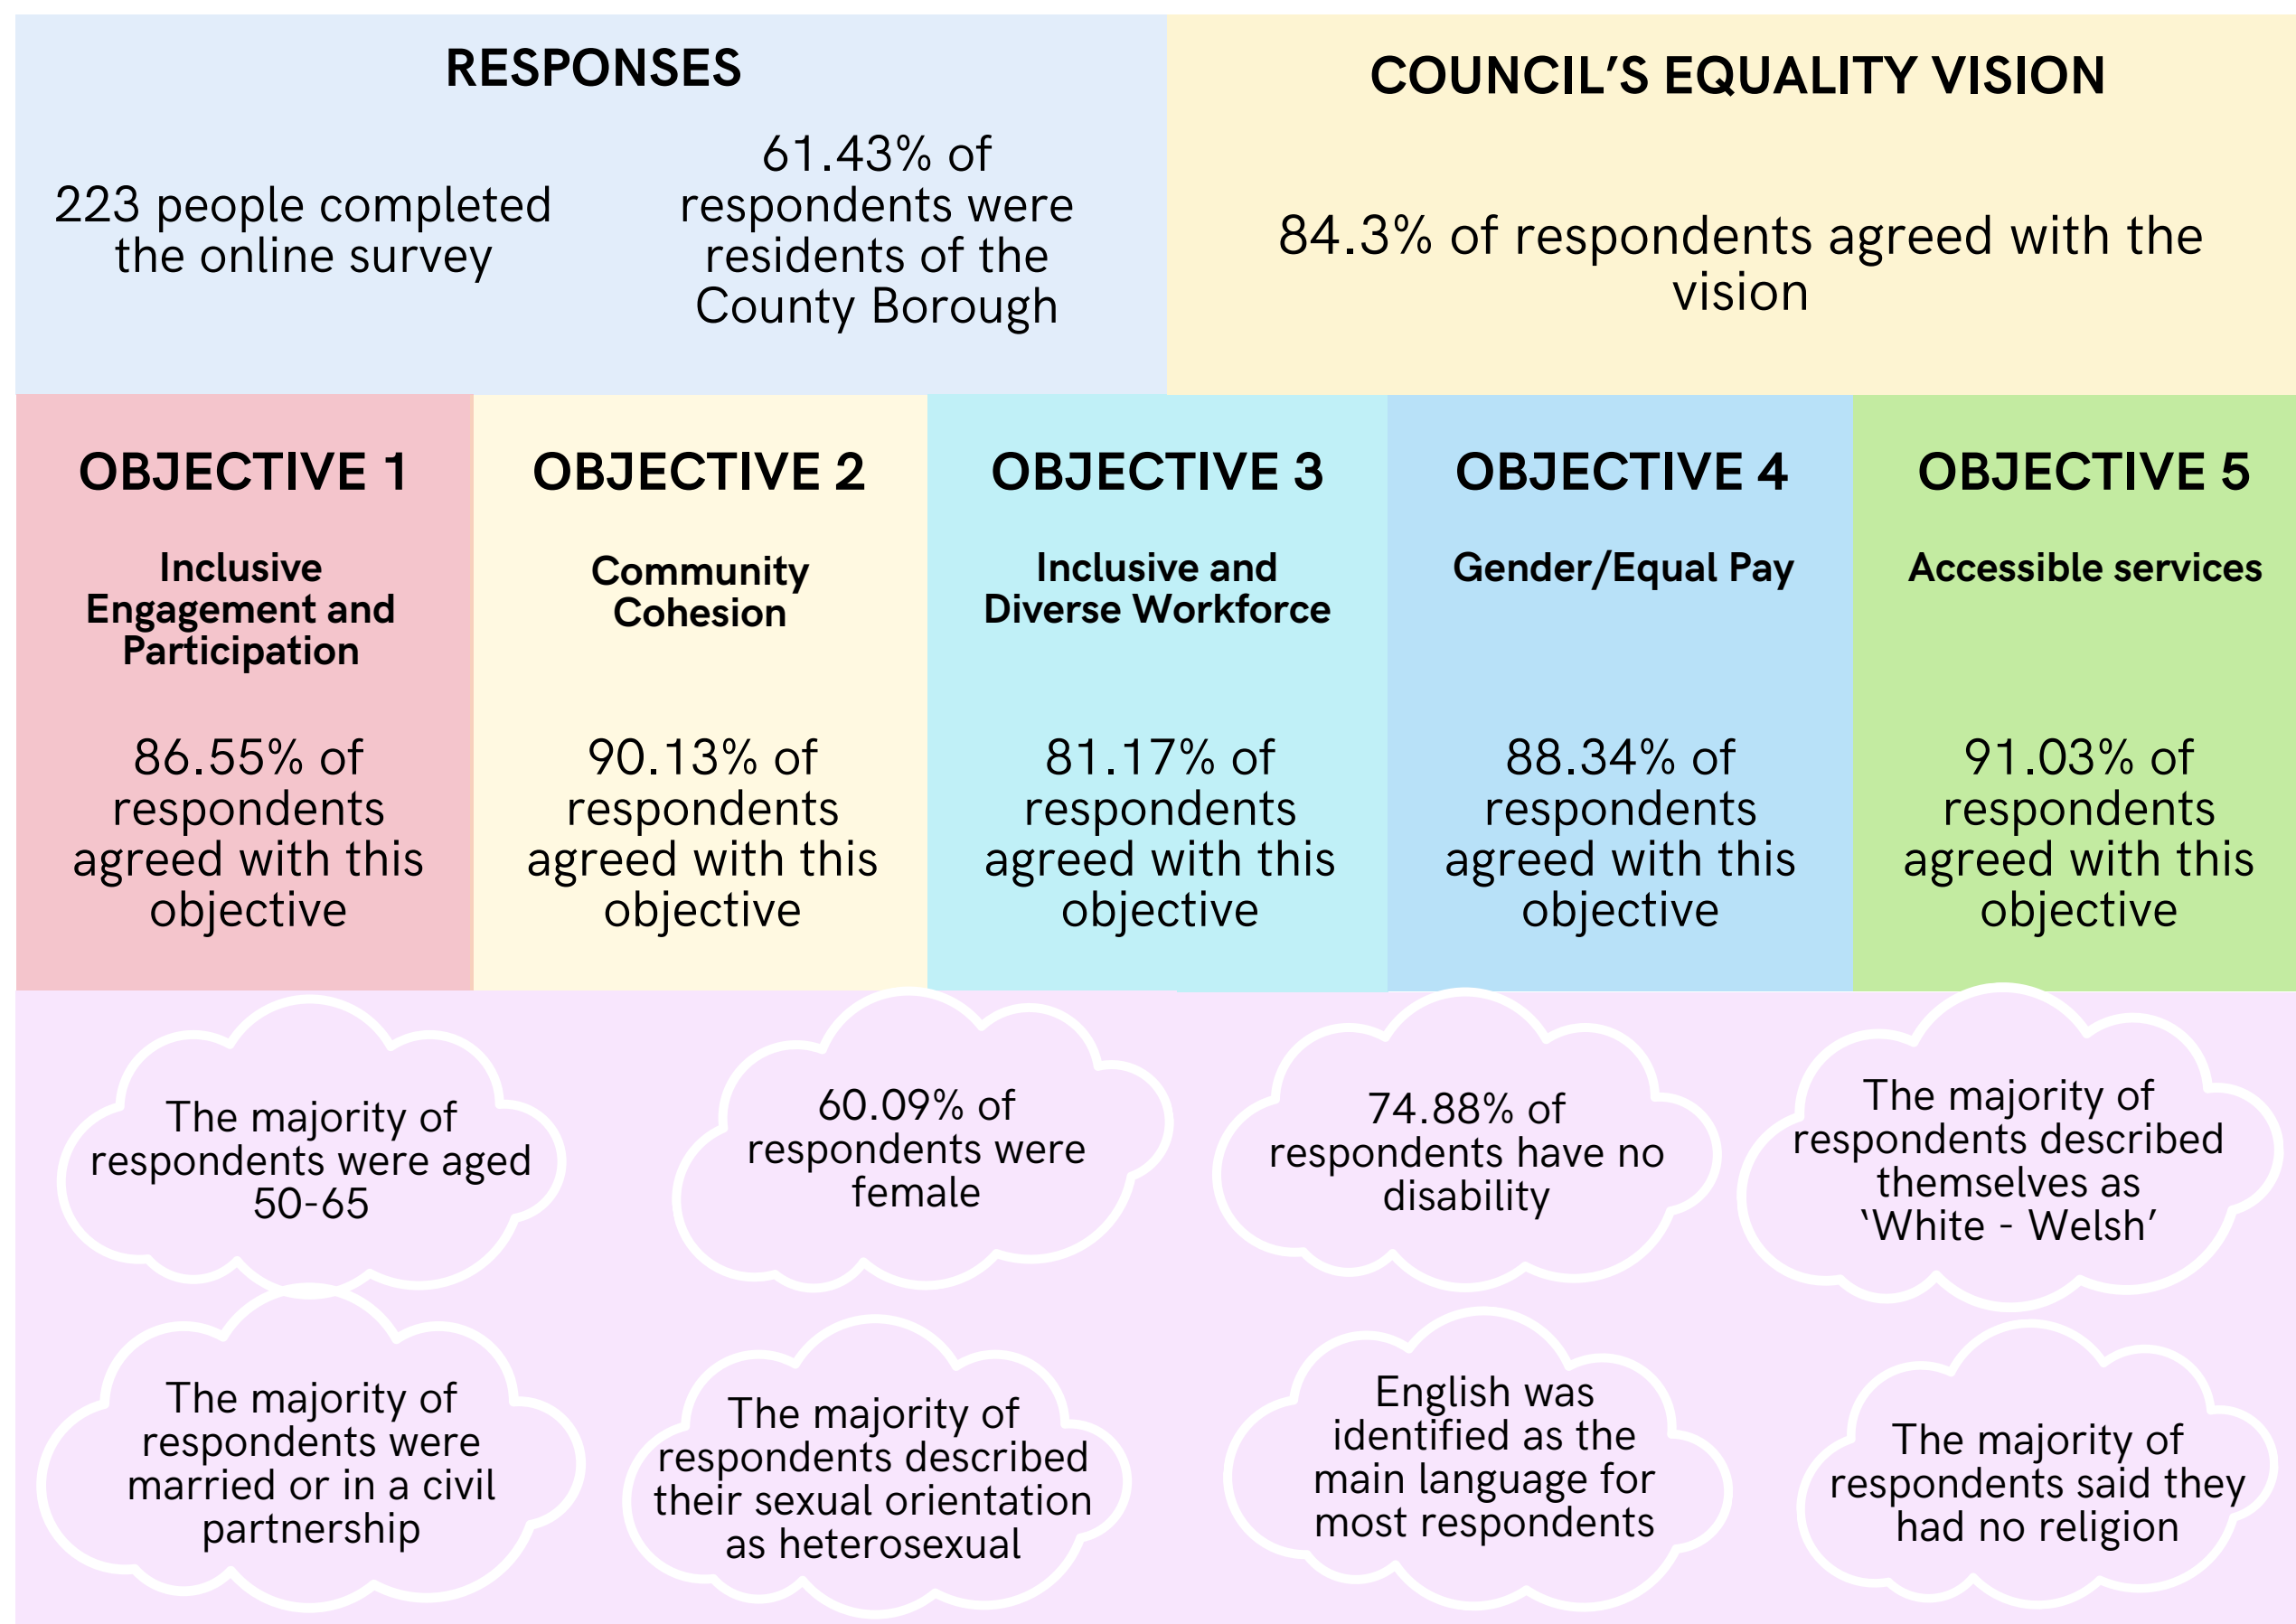 RESPONSES
223 people completed
the online survey
61.43% of
respondents were
residents of the
County Borough
COUNCIL’S EQUALITY VISION
84.3% of respondents agreed with the
vision
OBJECTIVE 1
Inclusive
Engagement and
Participation
86.55% of
respondents
agreed with this
objective
OBJECTIVE 2
Community
Cohesion
90.13% of
respondents
agreed with this
objective
OBJECTIVE 3
Inclusive and
Diverse Workforce
81.17% of
respondents
agreed with this
objective
OBJECTIVE 4
Gender/Equal Pay
88.34% of
respondents
agreed with this
objective
OBJECTIVE 5
Accessible services
91.03% of
respondents
agreed with this
objective
The majority of
respondents were aged
50-65
60.09% of
respondents were
female
74.88% of
respondents have no
disability
The majority of
respondents described
themselves as
‘White - Welsh’
The majority of
respondents were
married or in a civil
partnership
The majority of
respondents described
their sexual orientation
as heterosexual
English was
identified as the
main language for
most respondents
The majority of
respondents said they
had no religion